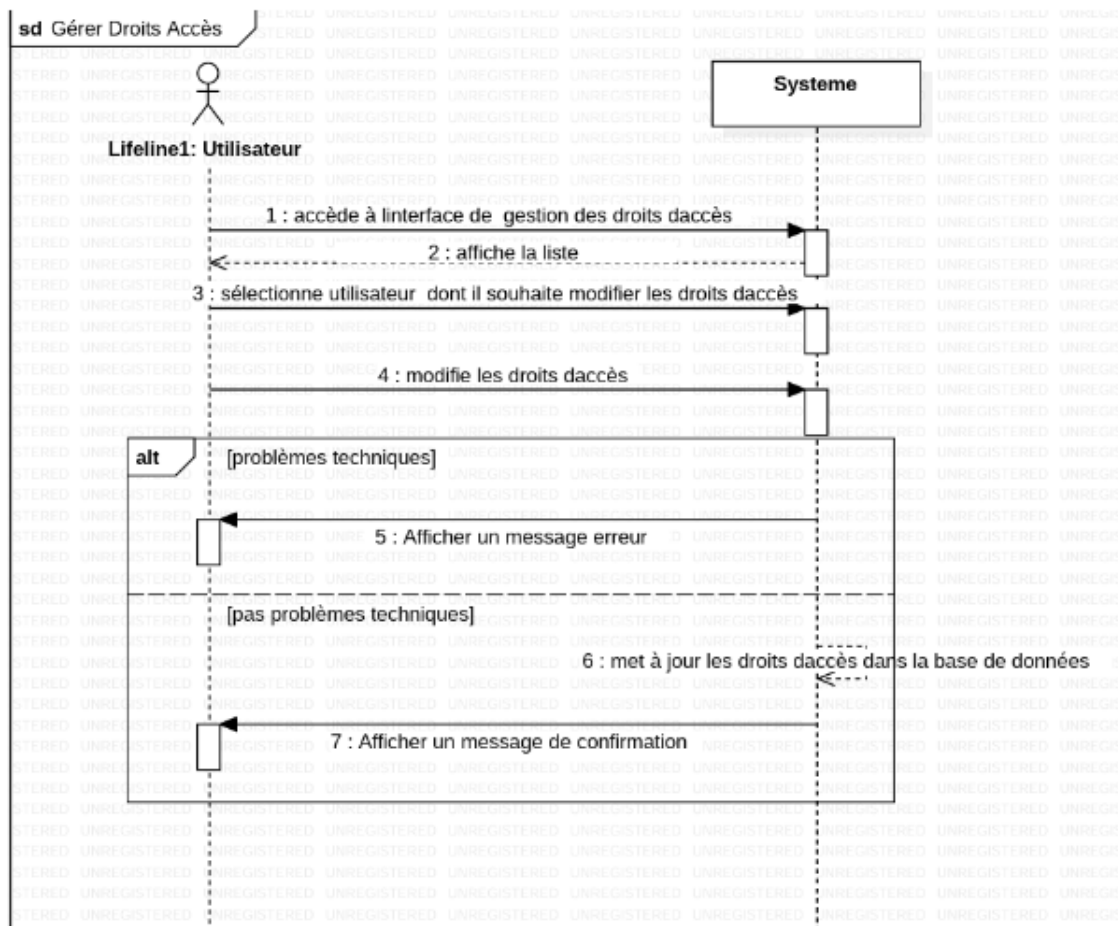 sd Gérer Droits Accès
Systeme
Lifeline1: Utilisateur
1 : accède à linterface de gestion des droits daccès
2 : affiche la liste
3 : sélectionne utilisateur dont il souhaite modifier les droits daccès
4 : modifie les droits daccès
alt [problèmes techniques]
5 : Afficher un message erreur
[pas problèmes techniques]
6 : met à jour les droits daccès dans la base de données
7 : Afficher un message de confirmation
UNREGISTERED